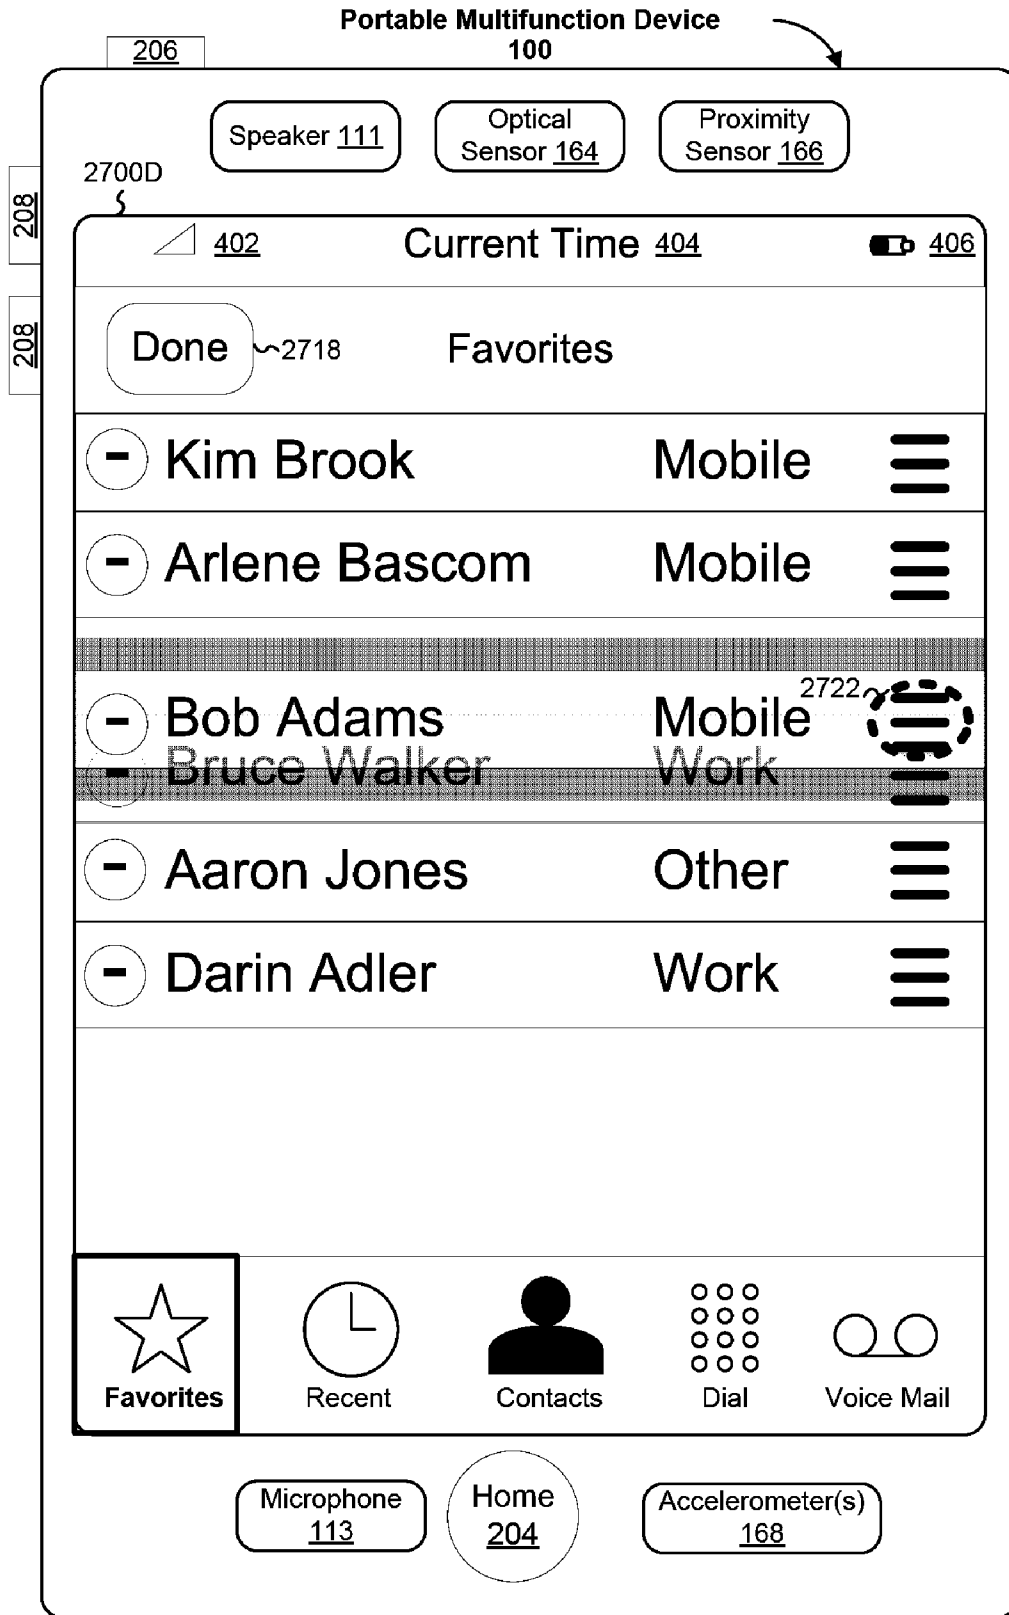 Portable Multifunction Device
100
206
Speaker 111
Optical
Sensor 164
Proximity
Sensor 166
2700D
208
402
Current Time 404
406
208
Done
2718
Favorites
- Kim Brook Mobile
- Arlene Bascom Mobile
2722
- Bob Adams Mobile
- Bruce Walker Work
- Aaron Jones Other
- Darin Adler Work
Favorites
Recent
Contacts
Dial
Voice Mail
Microphone
113
Home
204
Accelerometer(s)
168